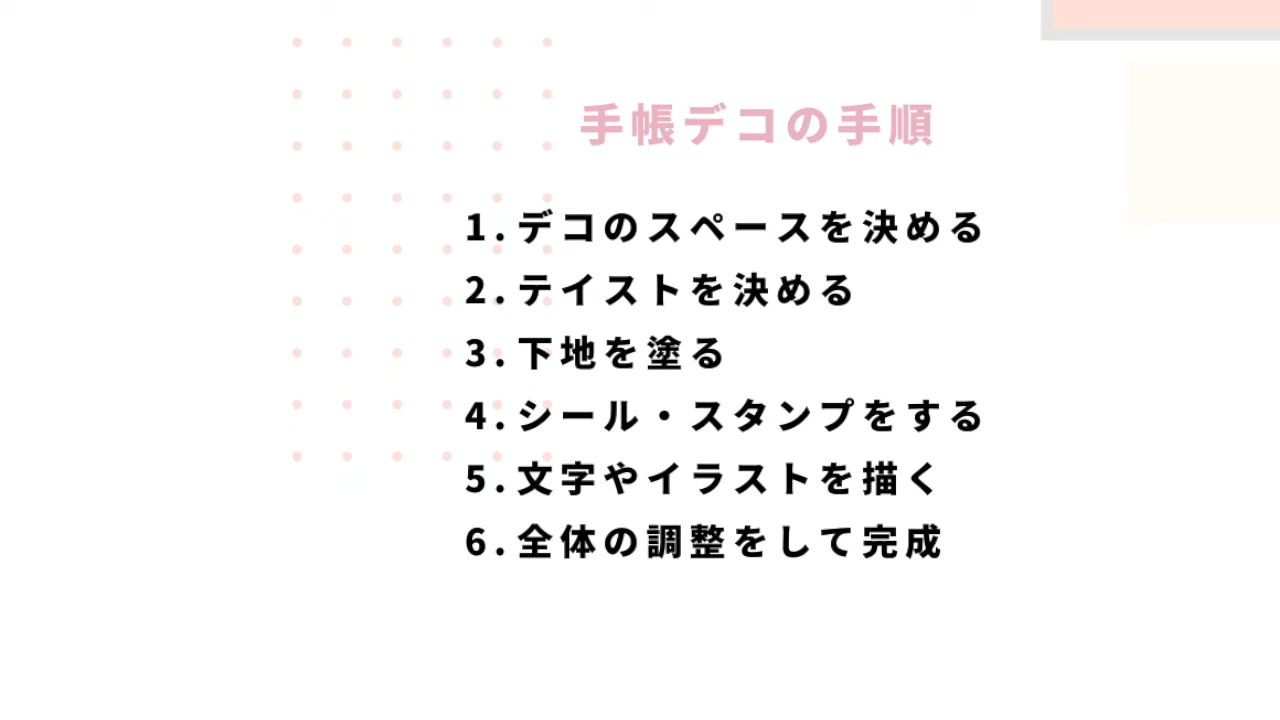 手帳デコの手順
1.デコのスペースを決める
2.テイストを決める
3.下地を塗る
4.シール・スタンプをする
5.文字やイラストを描く
6.全体の調整をして完成